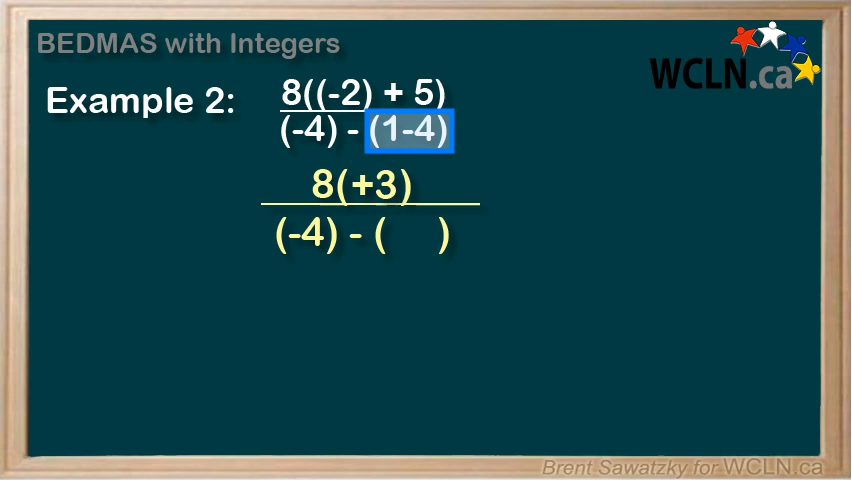 BEDMAS with Integers
WCLN.ca
Example 2:
8((-2) + 5)
(-4) - (1-4)
8(+3)
(-4) - ( )
Brent Sawatzky for WCLN.ca